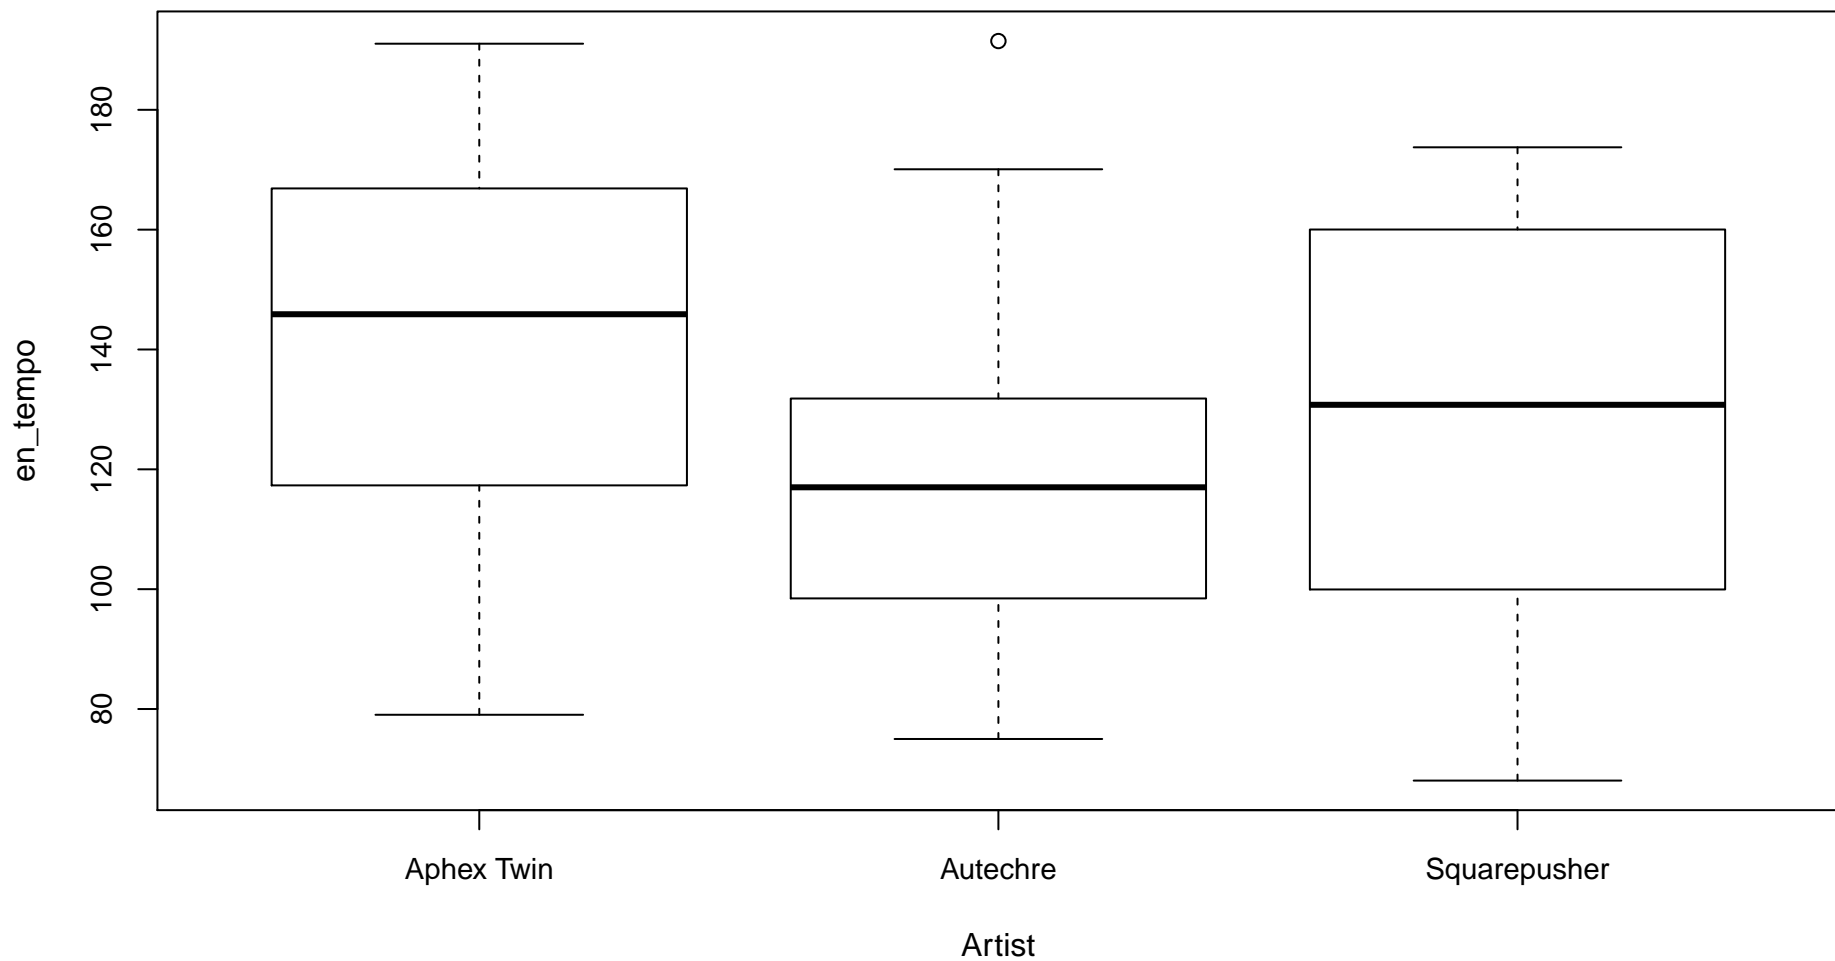 180
160
140
120
100
80
en_tempo
Aphex Twin
Autechre
Squarepusher
Artist